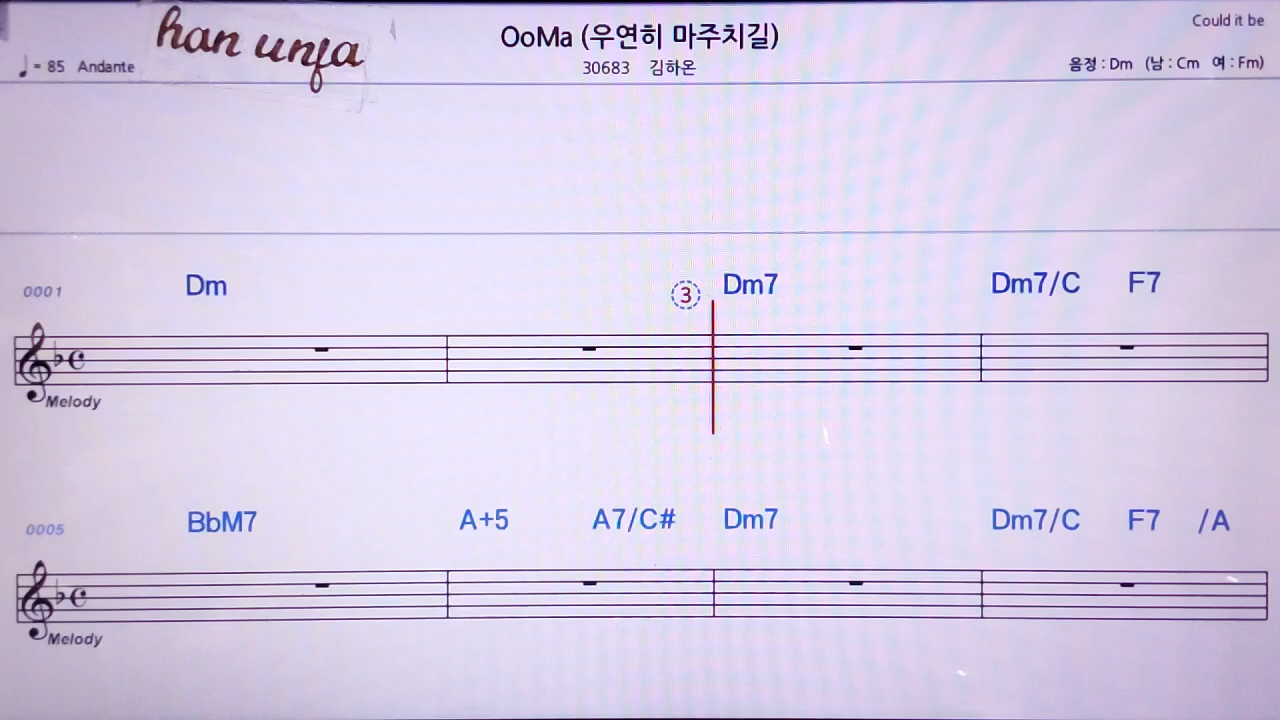 han unfa
OoMa (우연히 마주치길)
Could it be
= 85 Andante
30683 김하온
음정 : Dm (남 : Cm 여 : Fm)
0001 Dm 3 Dm7 Dm7/C F7
Melody
0005 BbM7 A+5 A7/C# Dm7 Dm7/C F7 /A
Melody